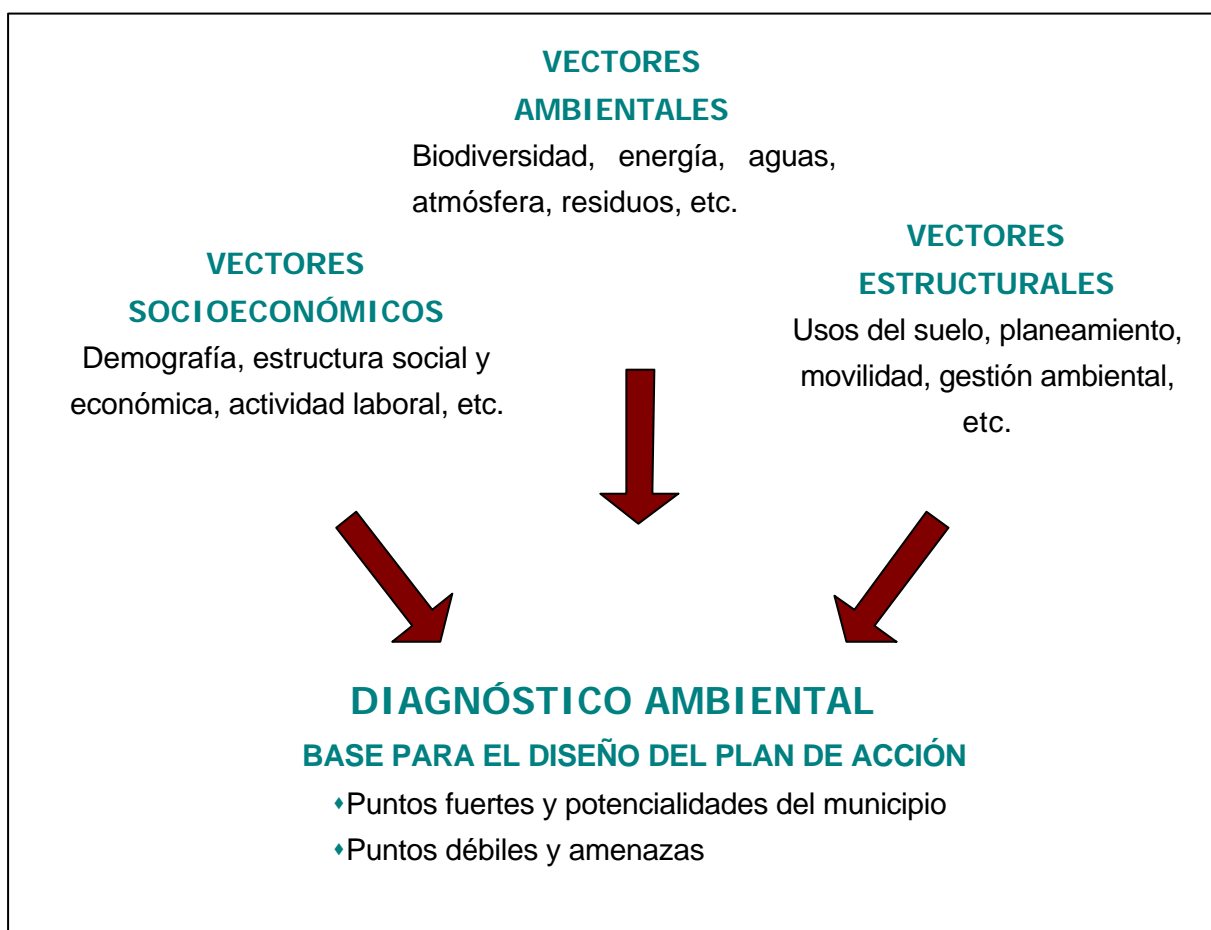 VECTORES
AMBIENTALES
Biodiversidad, energía, aguas,
atmósfera, residuos, etc.
VECTORES
SOCIOECONÓMICOS
Demografía, estructura social y
económica, actividad laboral, etc.
VECTORES
ESTRUCTURALES
Usos del suelo, planeamiento,
movilidad, gestión ambiental,
etc.
DIAGNÓSTICO AMBIENTAL
BASE PARA EL DISEÑO DEL PLAN DE ACCIÓN
♦Puntos fuertes y potencialidades del municipio
♦Puntos débiles y amenazas